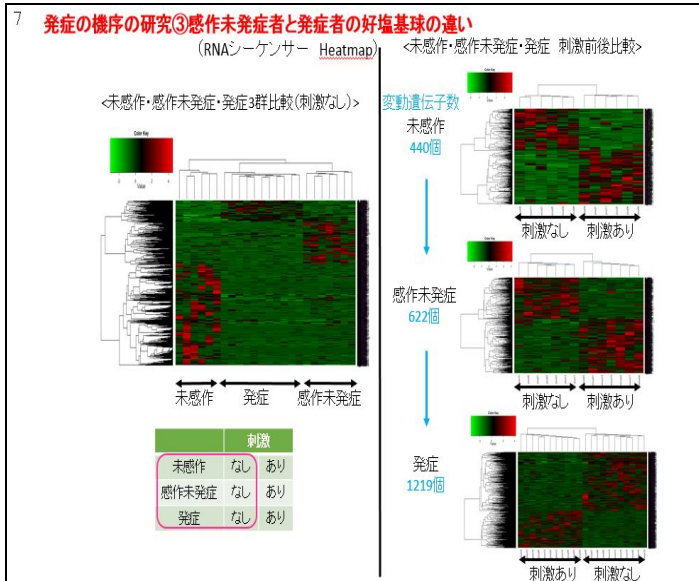 7
発症の機序の研究③感作未発症者と発症者の好塩基球の違い
(RNAシーケンサー Heatmap)
<未感作・感作未発症・発症3群比較(刺激なし)>
Color Key
Value
未感作
発症
感作未発症
刺激
未感作 なし あり
感作未発症 なし あり
発症 なし あり
<未感作・感作未発症・発症 刺激前後比較>
変動遺伝子数
未感作
440個
Color Key
刺激なし
刺激あり
感作未発症
622個
Color Key
刺激なし
刺激あり
発症
1219個
Color Key
刺激あり
刺激なし